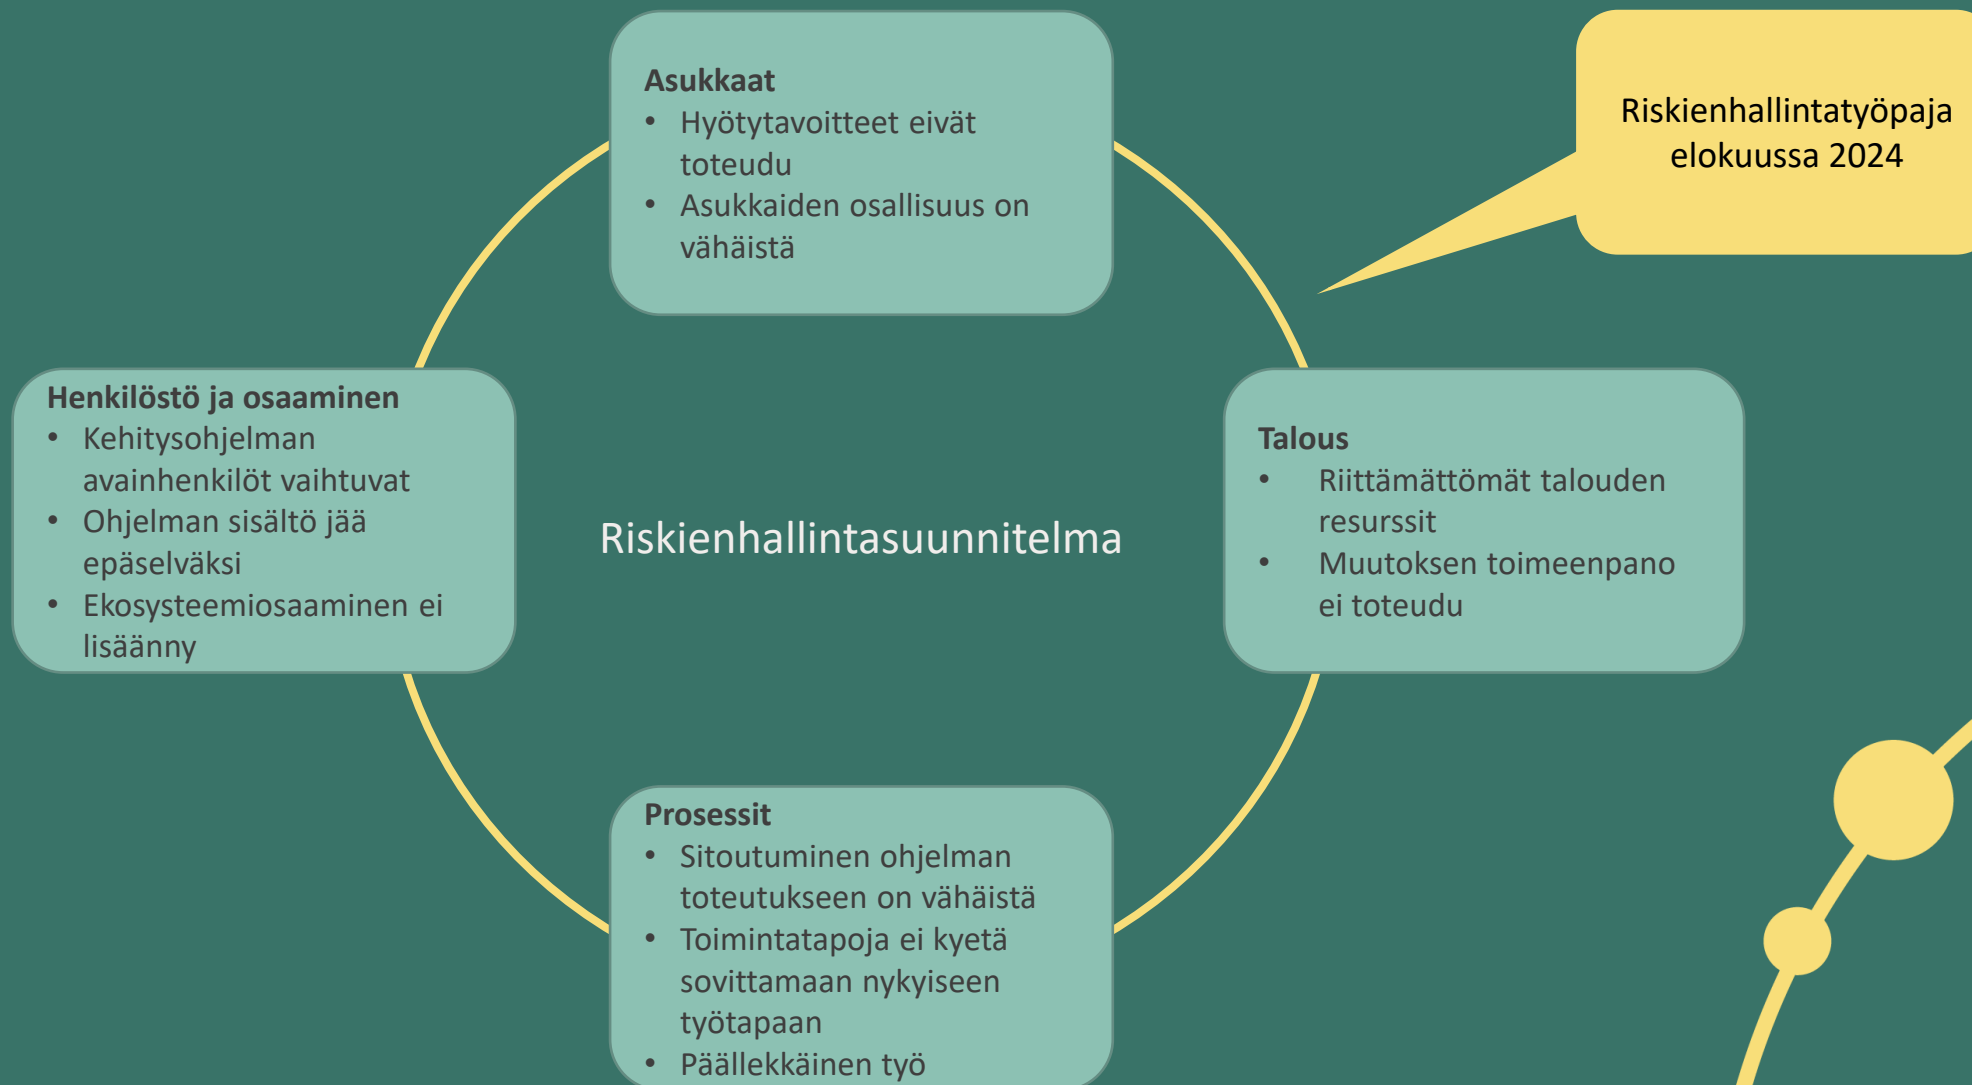 Asukkaat
• Hyötytavoitteet eivät
toteudu
• Asukkaiden osallisuus on
vähäistä
Riskienhallintatyöpaja
elokuussa 2024
Henkilöstö ja osaaminen
• Kehitysohjelman
avainhenkilöt vaihtuvat
• Ohjelman sisältö jää
epäselväksi
• Ekosysteemiosaaminen ei
lisäänny
Riskienhallintasuunnitelma
Talous
• Riittämättömät talouden
resurssit
• Muutoksen toimeenpano
ei toteudu
Prosessit
• Sitoutuminen ohjelman
toteutukseen on vähäistä
• Toimintatapoja ei kyetä
sovittamaan nykyiseen
työtapaan
• Päällekkäinen työ